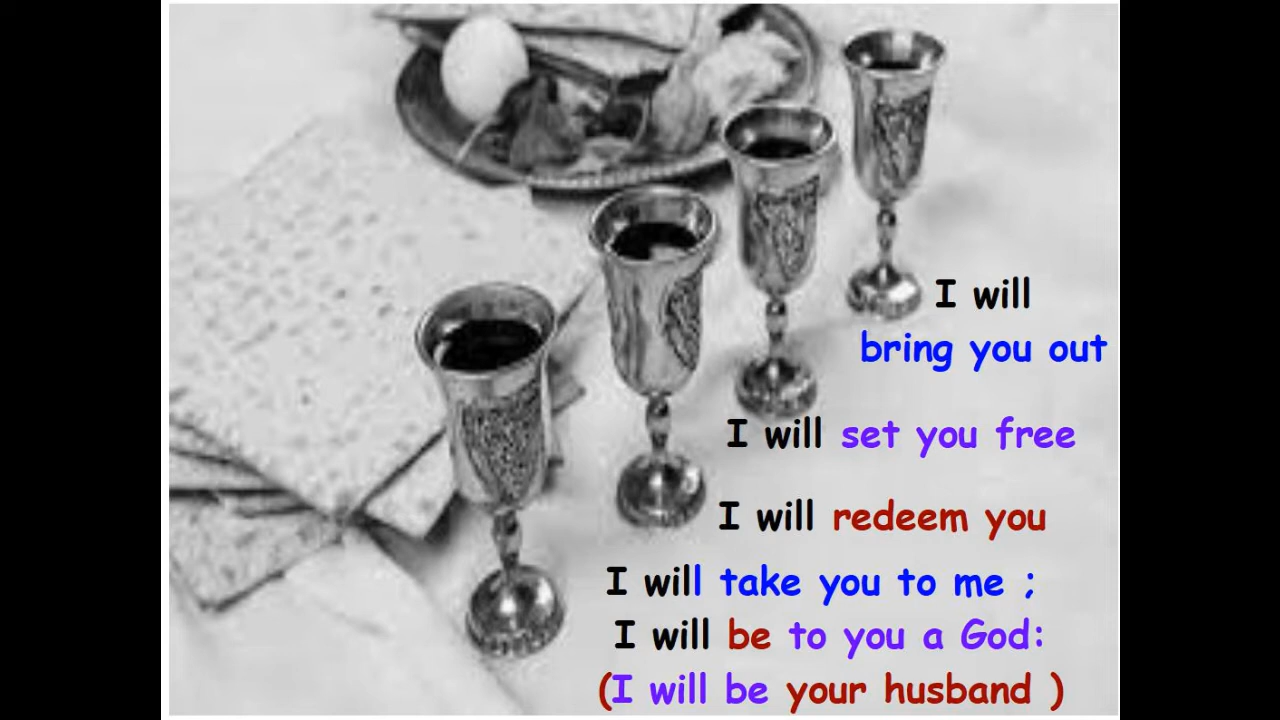 I will
bring you out
I will set you free
I will redeem you
I will take you to me ;
I will be to you a God:
(I will be your husband )